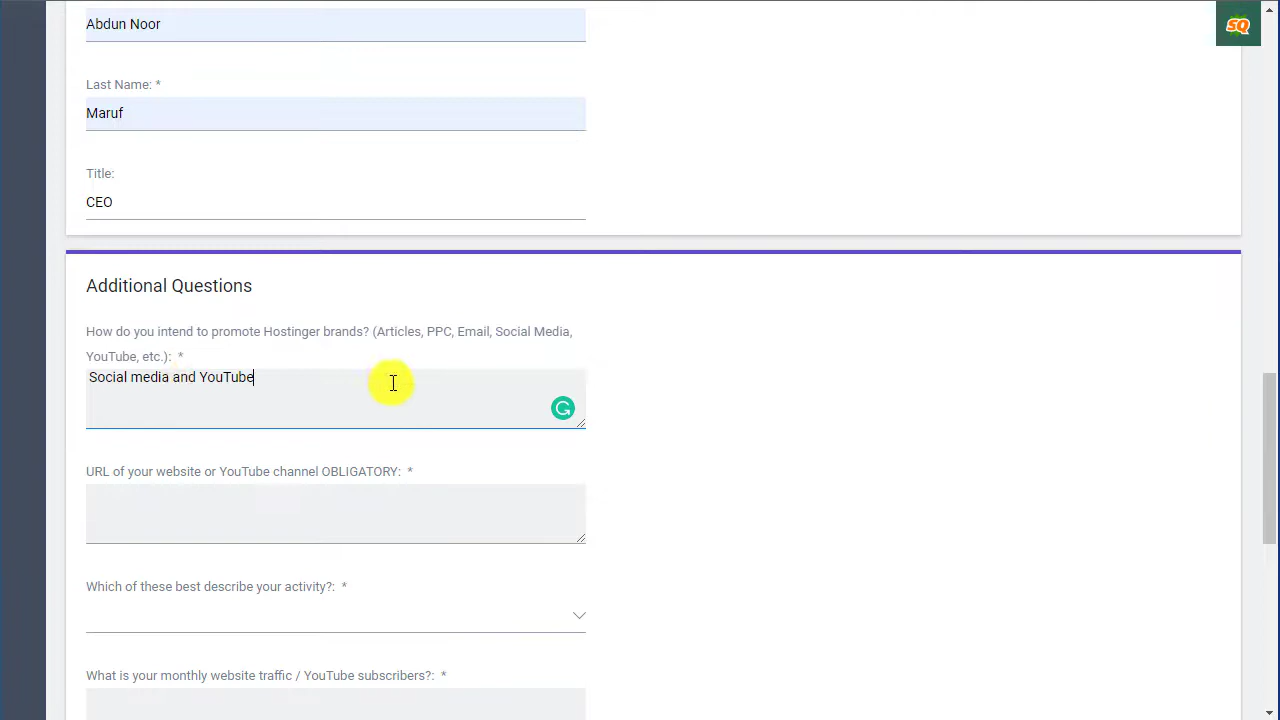 Abdun Noor
SQ
Last Name: *
Maruf
Title:
CEO
Additional Questions
How do you intend to promote Hostinger brands? (Articles, PPC, Email, Social Media,
YouTube, etc.): *
Social media and YouTube
URL of your website or YouTube channel OBLIGATORY: *
Which of these best describe your activity?: *
What is your monthly website traffic / YouTube subscribers?: *